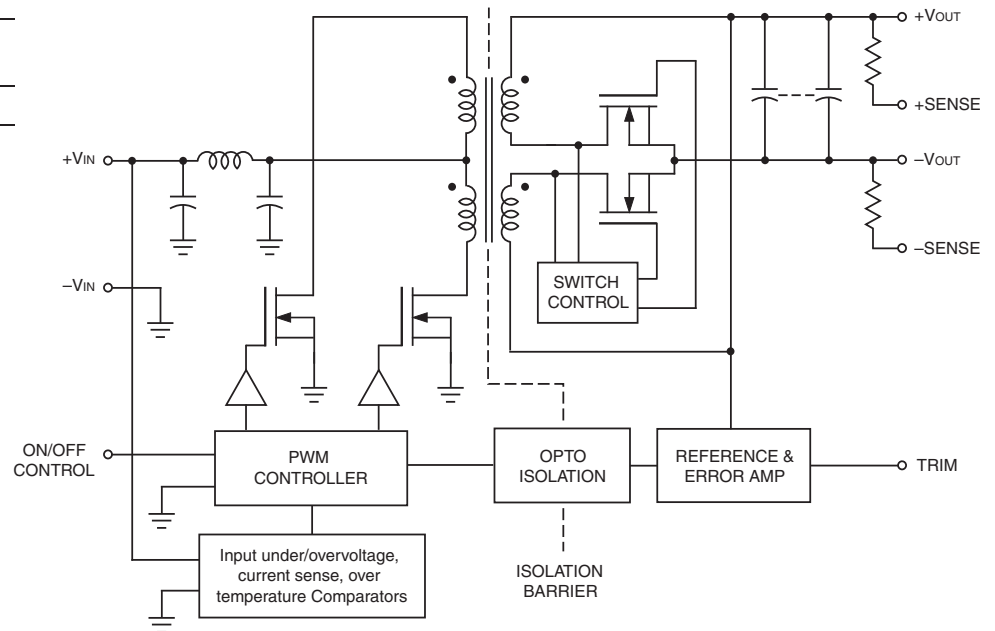 +VOUT
+SENSE
+VIN
–VOUT
–SENSE
–VIN
SWITCH
CONTROL
ON/OFF
CONTROL
PWM
CONTROLLER
OPTO
ISOLATION
REFERENCE &
ERROR AMP
TRIM
Input under/overvoltage,
current sense, over
temperature Comparators
ISOLATION
BARRIER